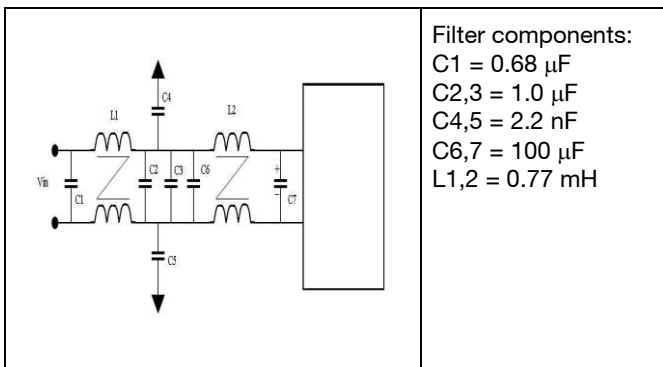 C4
L1
L2
C2
C3
C6
+
Vin
C1
-
C7
C5
Filter components:
C1 = 0.68 μF
C2,3 = 1.0 μF
C4,5 = 2.2 nF
C6,7 = 100 μF
L1,2 = 0.77 mH